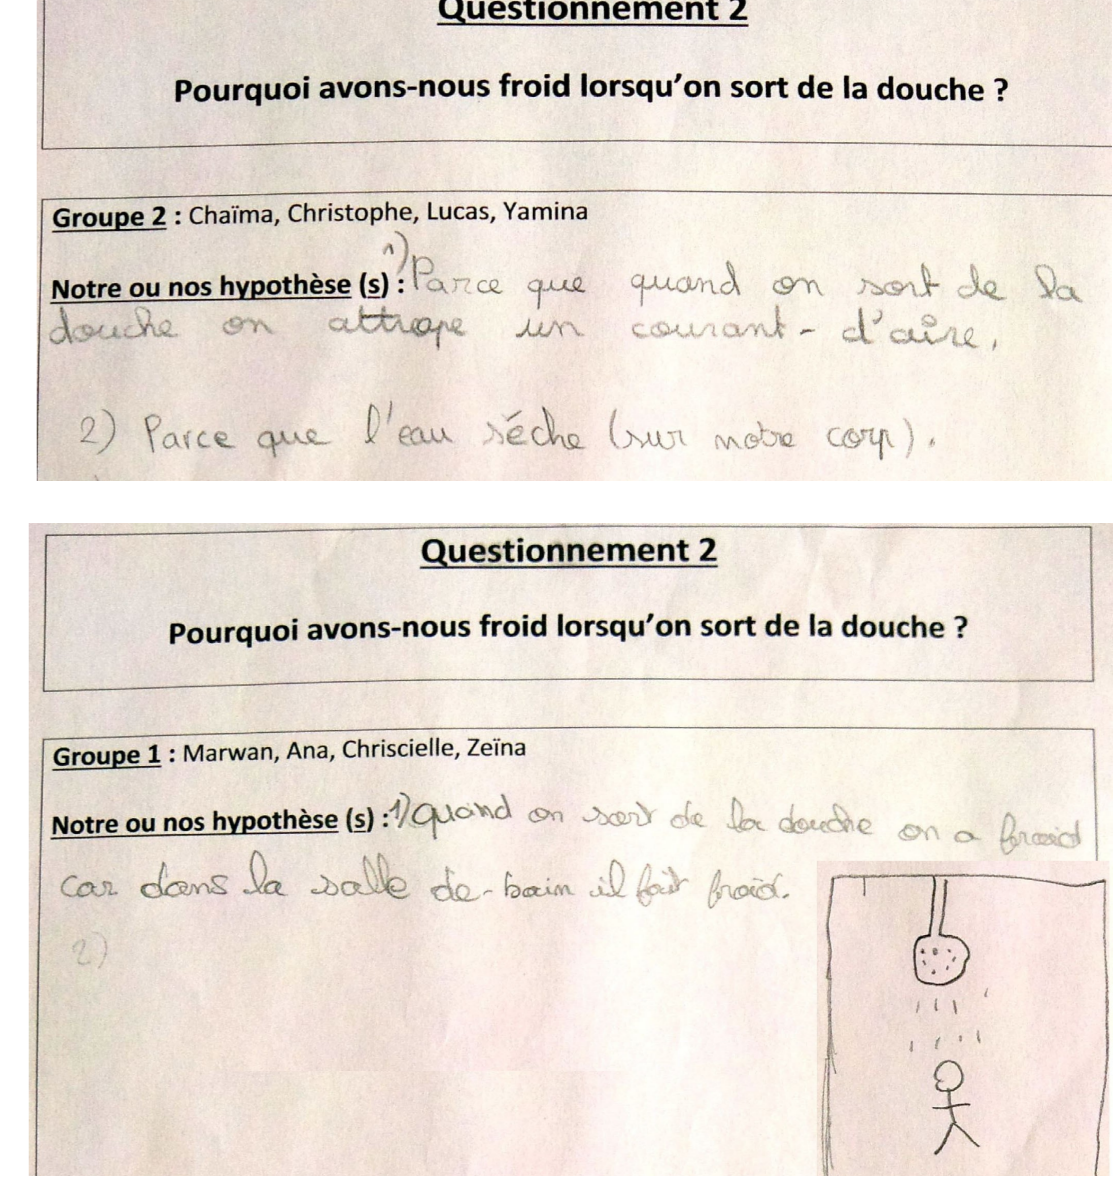 Questionnement 2
Pourquoi avons-nous froid lorsqu'on sort de la douche ?
Groupe 2 : Chaïma, Christophe, Lucas, Yamina
Notre ou nos hypothèse (s) : 1) Parce que quand on sort de la
douche on attrape un courant - d'aîre.
2) Parce que l'eau séche (sur notre corp).
Questionnement 2
Pourquoi avons-nous froid lorsqu'on sort de la douche ?
Groupe 1 : Marwan, Ana, Chriscielle, Zeïna
Notre ou nos hypothèse (s) : 1) Quand on sort de la douche on a froid
car dans la salle de-bain il fait froid.
2)